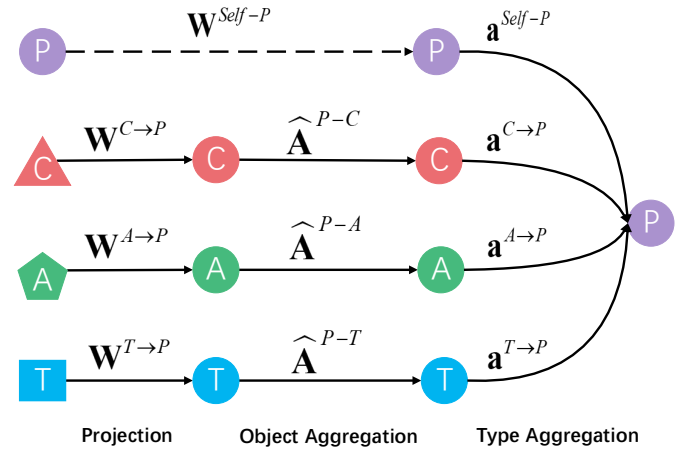 P W^{Self-P} P a^{Self-P}
C W^{C→P} C Â^{P-C} C a^{C→P}
P
A W^{A→P} A Â^{P-A} A a^{A→P}
T W^{T→P} T Â^{P-T} T a^{T→P}
Projection Object Aggregation Type Aggregation